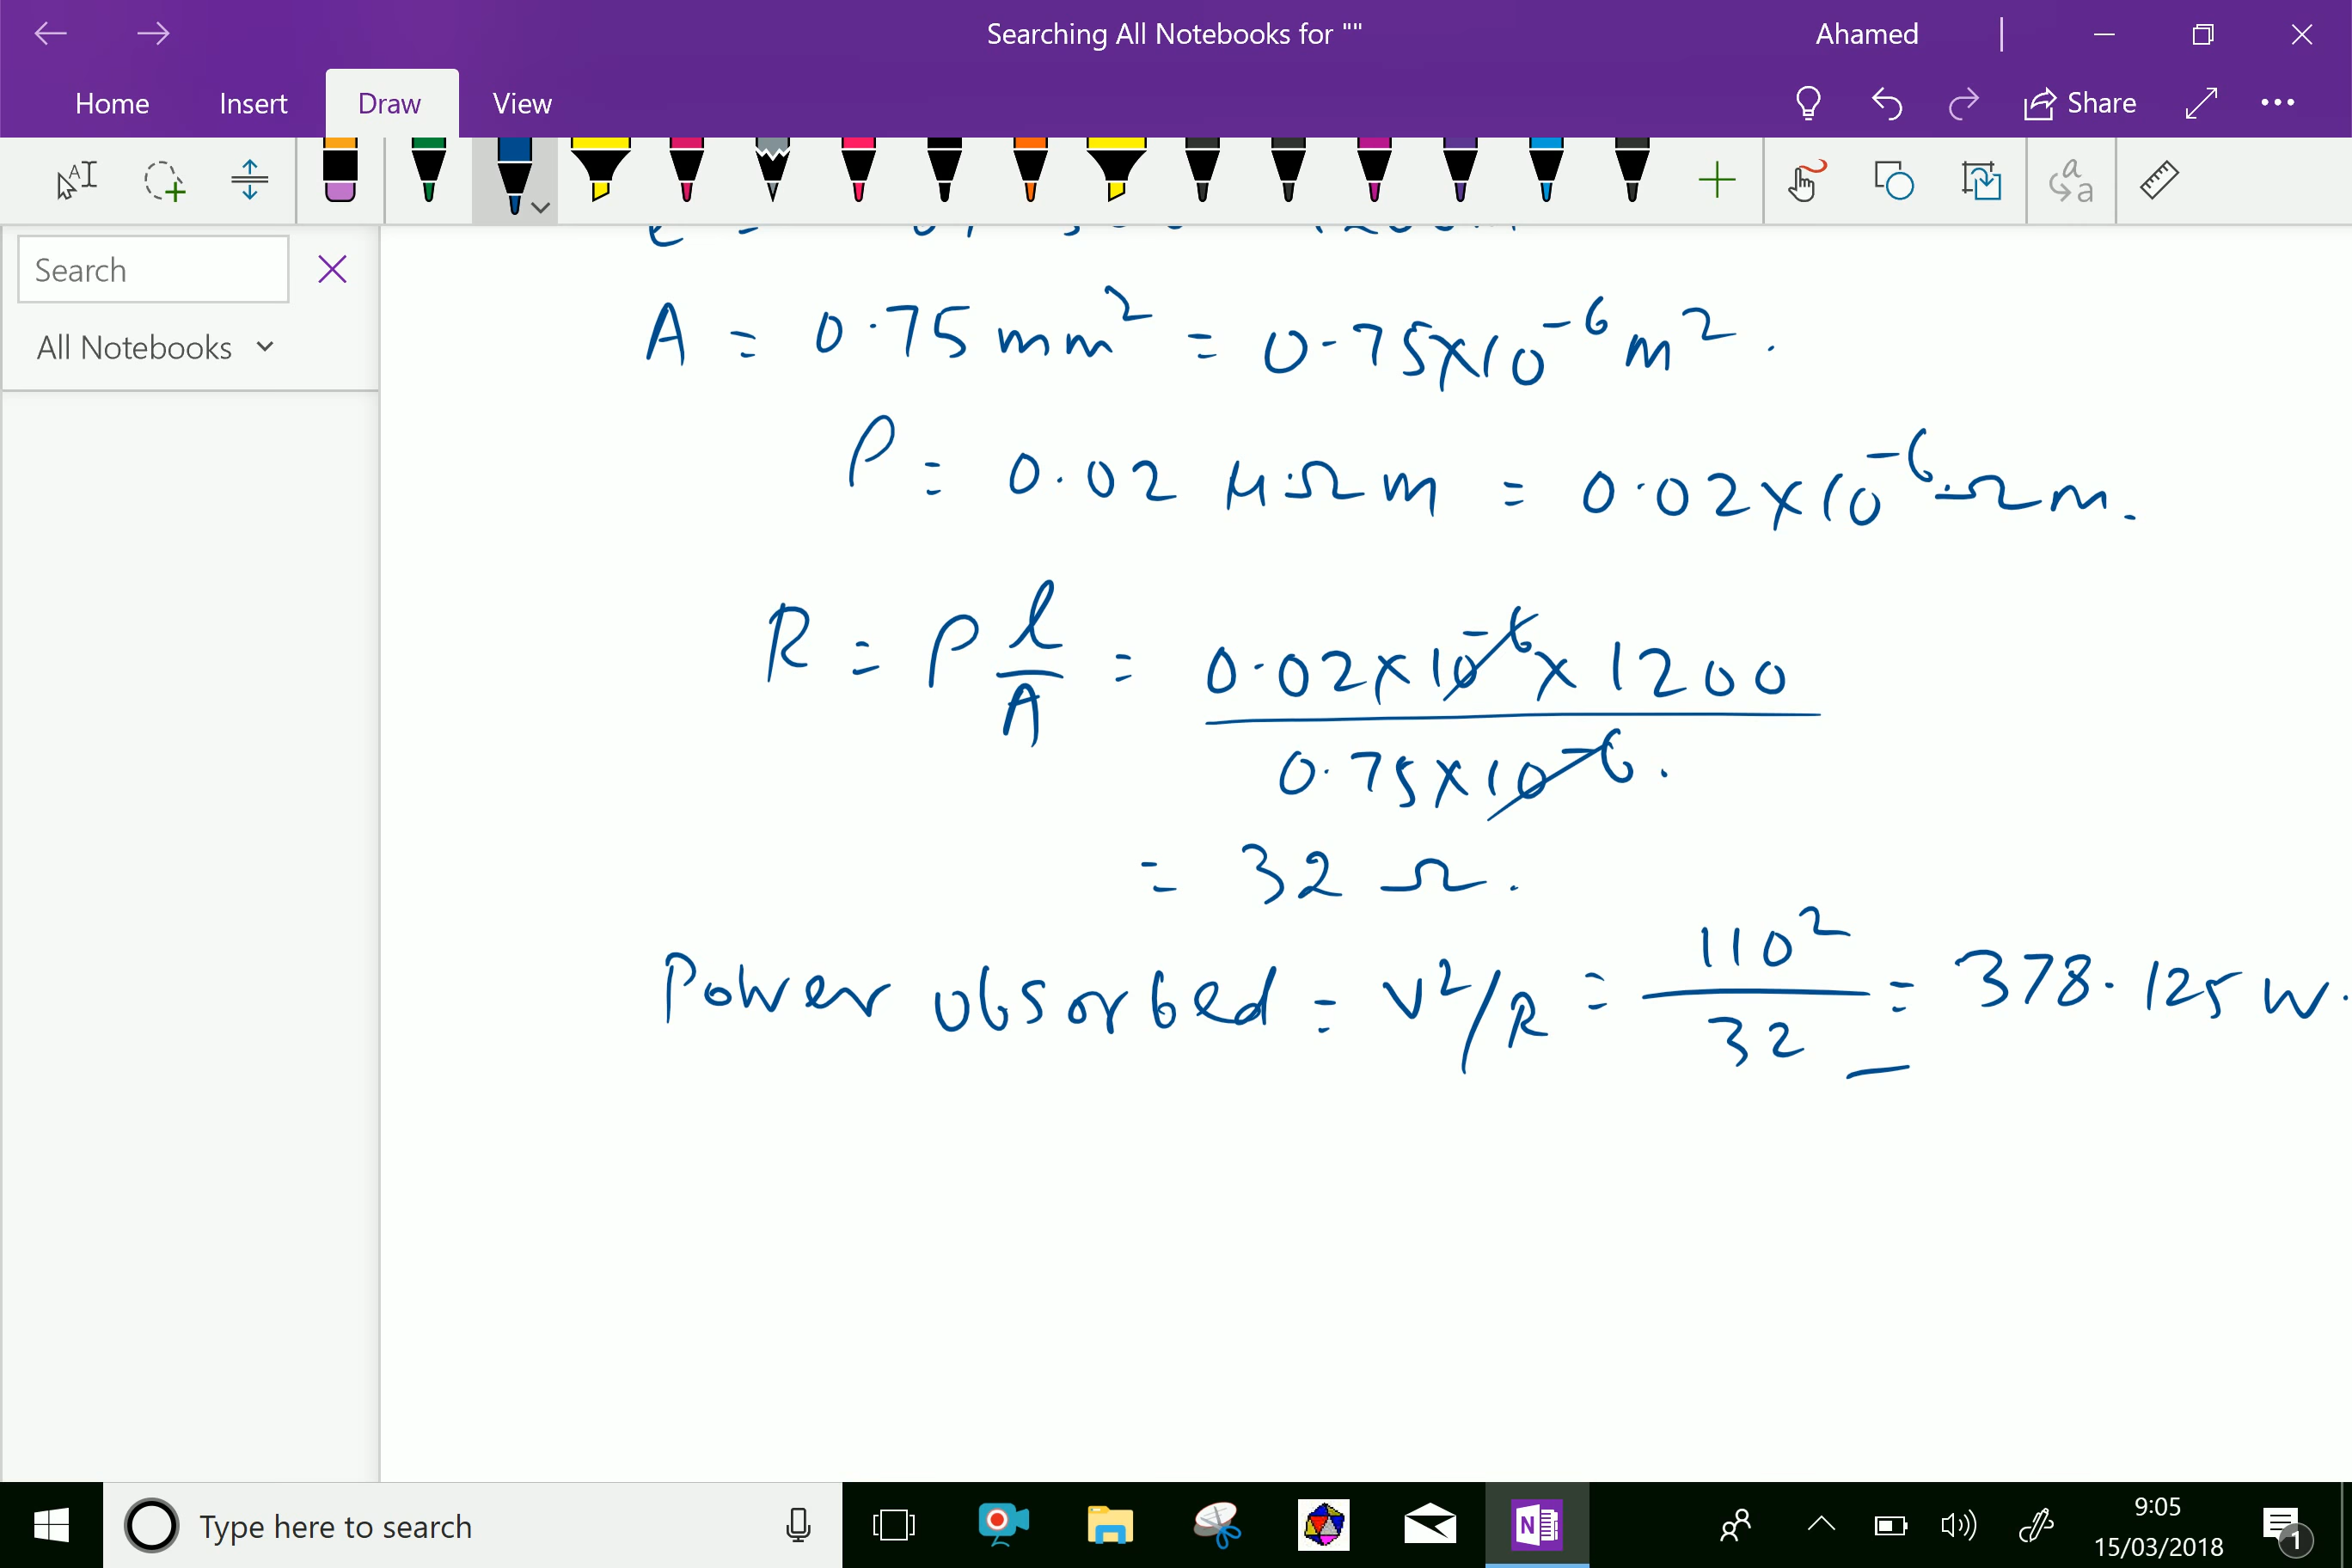 Searching All Notebooks for ""
Ahamed
Home Insert Draw View
Share
Search
All Notebooks
A = 0.75 mm² = 0.75×10⁻⁶ m².
ρ = 0.02 μΩm = 0.02×10⁻⁶ Ωm.
R = ρ l/A = 0.02×10⁻⁶×1200 / 0.75×10⁻⁶.
= 32 Ω.
Power absorbed = V²/R = 110²/32 = 378.125 W.
Type here to search
9:05
15/03/2018
1